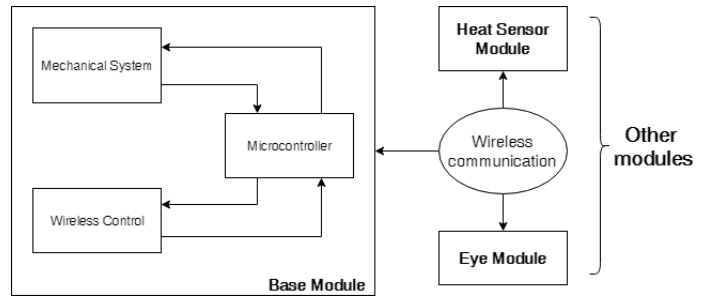 Mechanical System
Microcontroller
Wireless Control
Base Module
Heat Sensor
Module
Wireless
communication
Eye Module
Other
modules